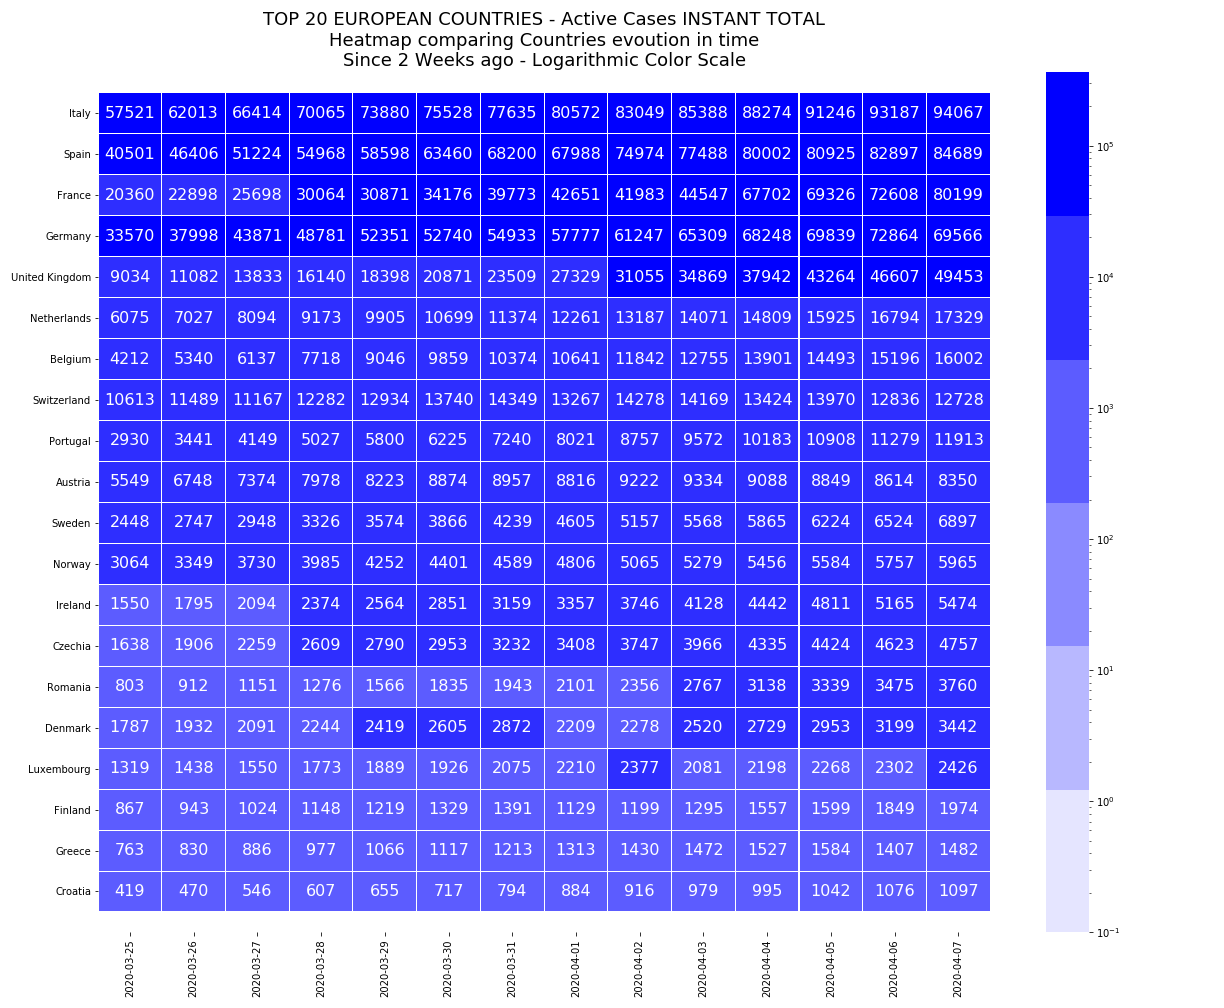 TOP 20 EUROPEAN COUNTRIES - Active Cases INSTANT TOTAL
Heatmap comparing Countries evoution in time
Since 2 Weeks ago - Logarithmic Color Scale
Italy 57521 62013 66414 70065 73880 75528 77635 80572 83049 85388 88274 91246 93187 94067
Spain 40501 46406 51224 54968 58598 63460 68200 67988 74974 77488 80002 80925 82897 84689
France 20360 22898 25698 30064 30871 34176 39773 42651 41983 44547 67702 69326 72608 80199
Germany 33570 37998 43871 48781 52351 52740 54933 57777 61247 65309 68248 69839 72864 69566
United Kingdom 9034 11082 13833 16140 18398 20871 23509 27329 31055 34869 37942 43264 46607 49453
Netherlands 6075 7027 8094 9173 9905 10699 11374 12261 13187 14071 14809 15925 16794 17329
Belgium 4212 5340 6137 7718 9046 9859 10374 10641 11842 12755 13901 14493 15196 16002
Switzerland 10613 11489 11167 12282 12934 13740 14349 13267 14278 14169 13424 13970 12836 12728
Portugal 2930 3441 4149 5027 5800 6225 7240 8021 8757 9572 10183 10908 11279 11913
Austria 5549 6748 7374 7978 8223 8874 8957 8816 9222 9334 9088 8849 8614 8350
Sweden 2448 2747 2948 3326 3574 3866 4239 4605 5157 5568 5865 6224 6524 6897
Norway 3064 3349 3730 3985 4252 4401 4589 4806 5065 5279 5456 5584 5757 5965
Ireland 1550 1795 2094 2374 2564 2851 3159 3357 3746 4128 4442 4811 5165 5474
Czechia 1638 1906 2259 2609 2790 2953 3232 3408 3747 3966 4335 4424 4623 4757
Romania 803 912 1151 1276 1566 1835 1943 2101 2356 2767 3138 3339 3475 3760
Denmark 1787 1932 2091 2244 2419 2605 2872 2209 2278 2520 2729 2953 3199 3442
Luxembourg 1319 1438 1550 1773 1889 1926 2075 2210 2377 2081 2198 2268 2302 2426
Finland 867 943 1024 1148 1219 1329 1391 1129 1199 1295 1557 1599 1849 1974
Greece 763 830 886 977 1066 1117 1213 1313 1430 1472 1527 1584 1407 1482
Croatia 419 470 546 607 655 717 794 884 916 979 995 1042 1076 1097
2020-03-25 2020-03-26 2020-03-27 2020-03-28 2020-03-29 2020-03-30 2020-03-31 2020-04-01 2020-04-02 2020-04-03 2020-04-04 2020-04-05 2020-04-06 2020-04-07
10⁵
10⁴
10³
10²
10¹
10⁰
10⁻¹